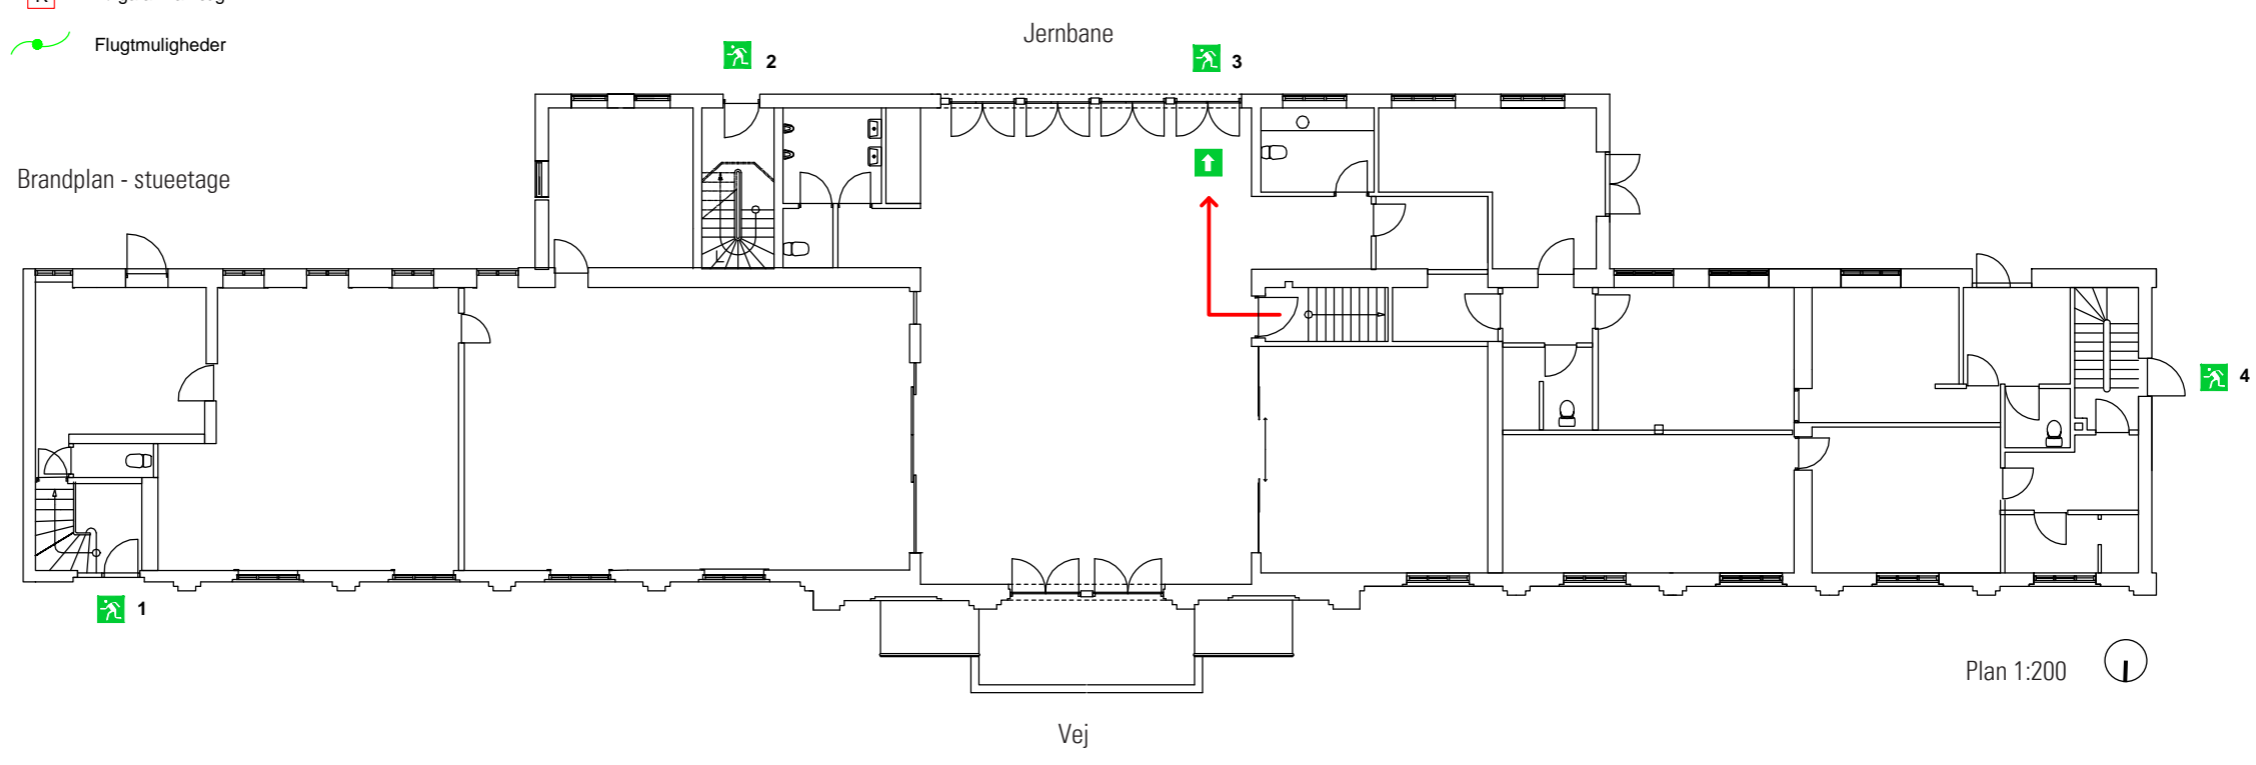 Flugtmuligheder
Jernbane
2
3
Brandplan - stueetage
4
1
Plan 1:200
Vej